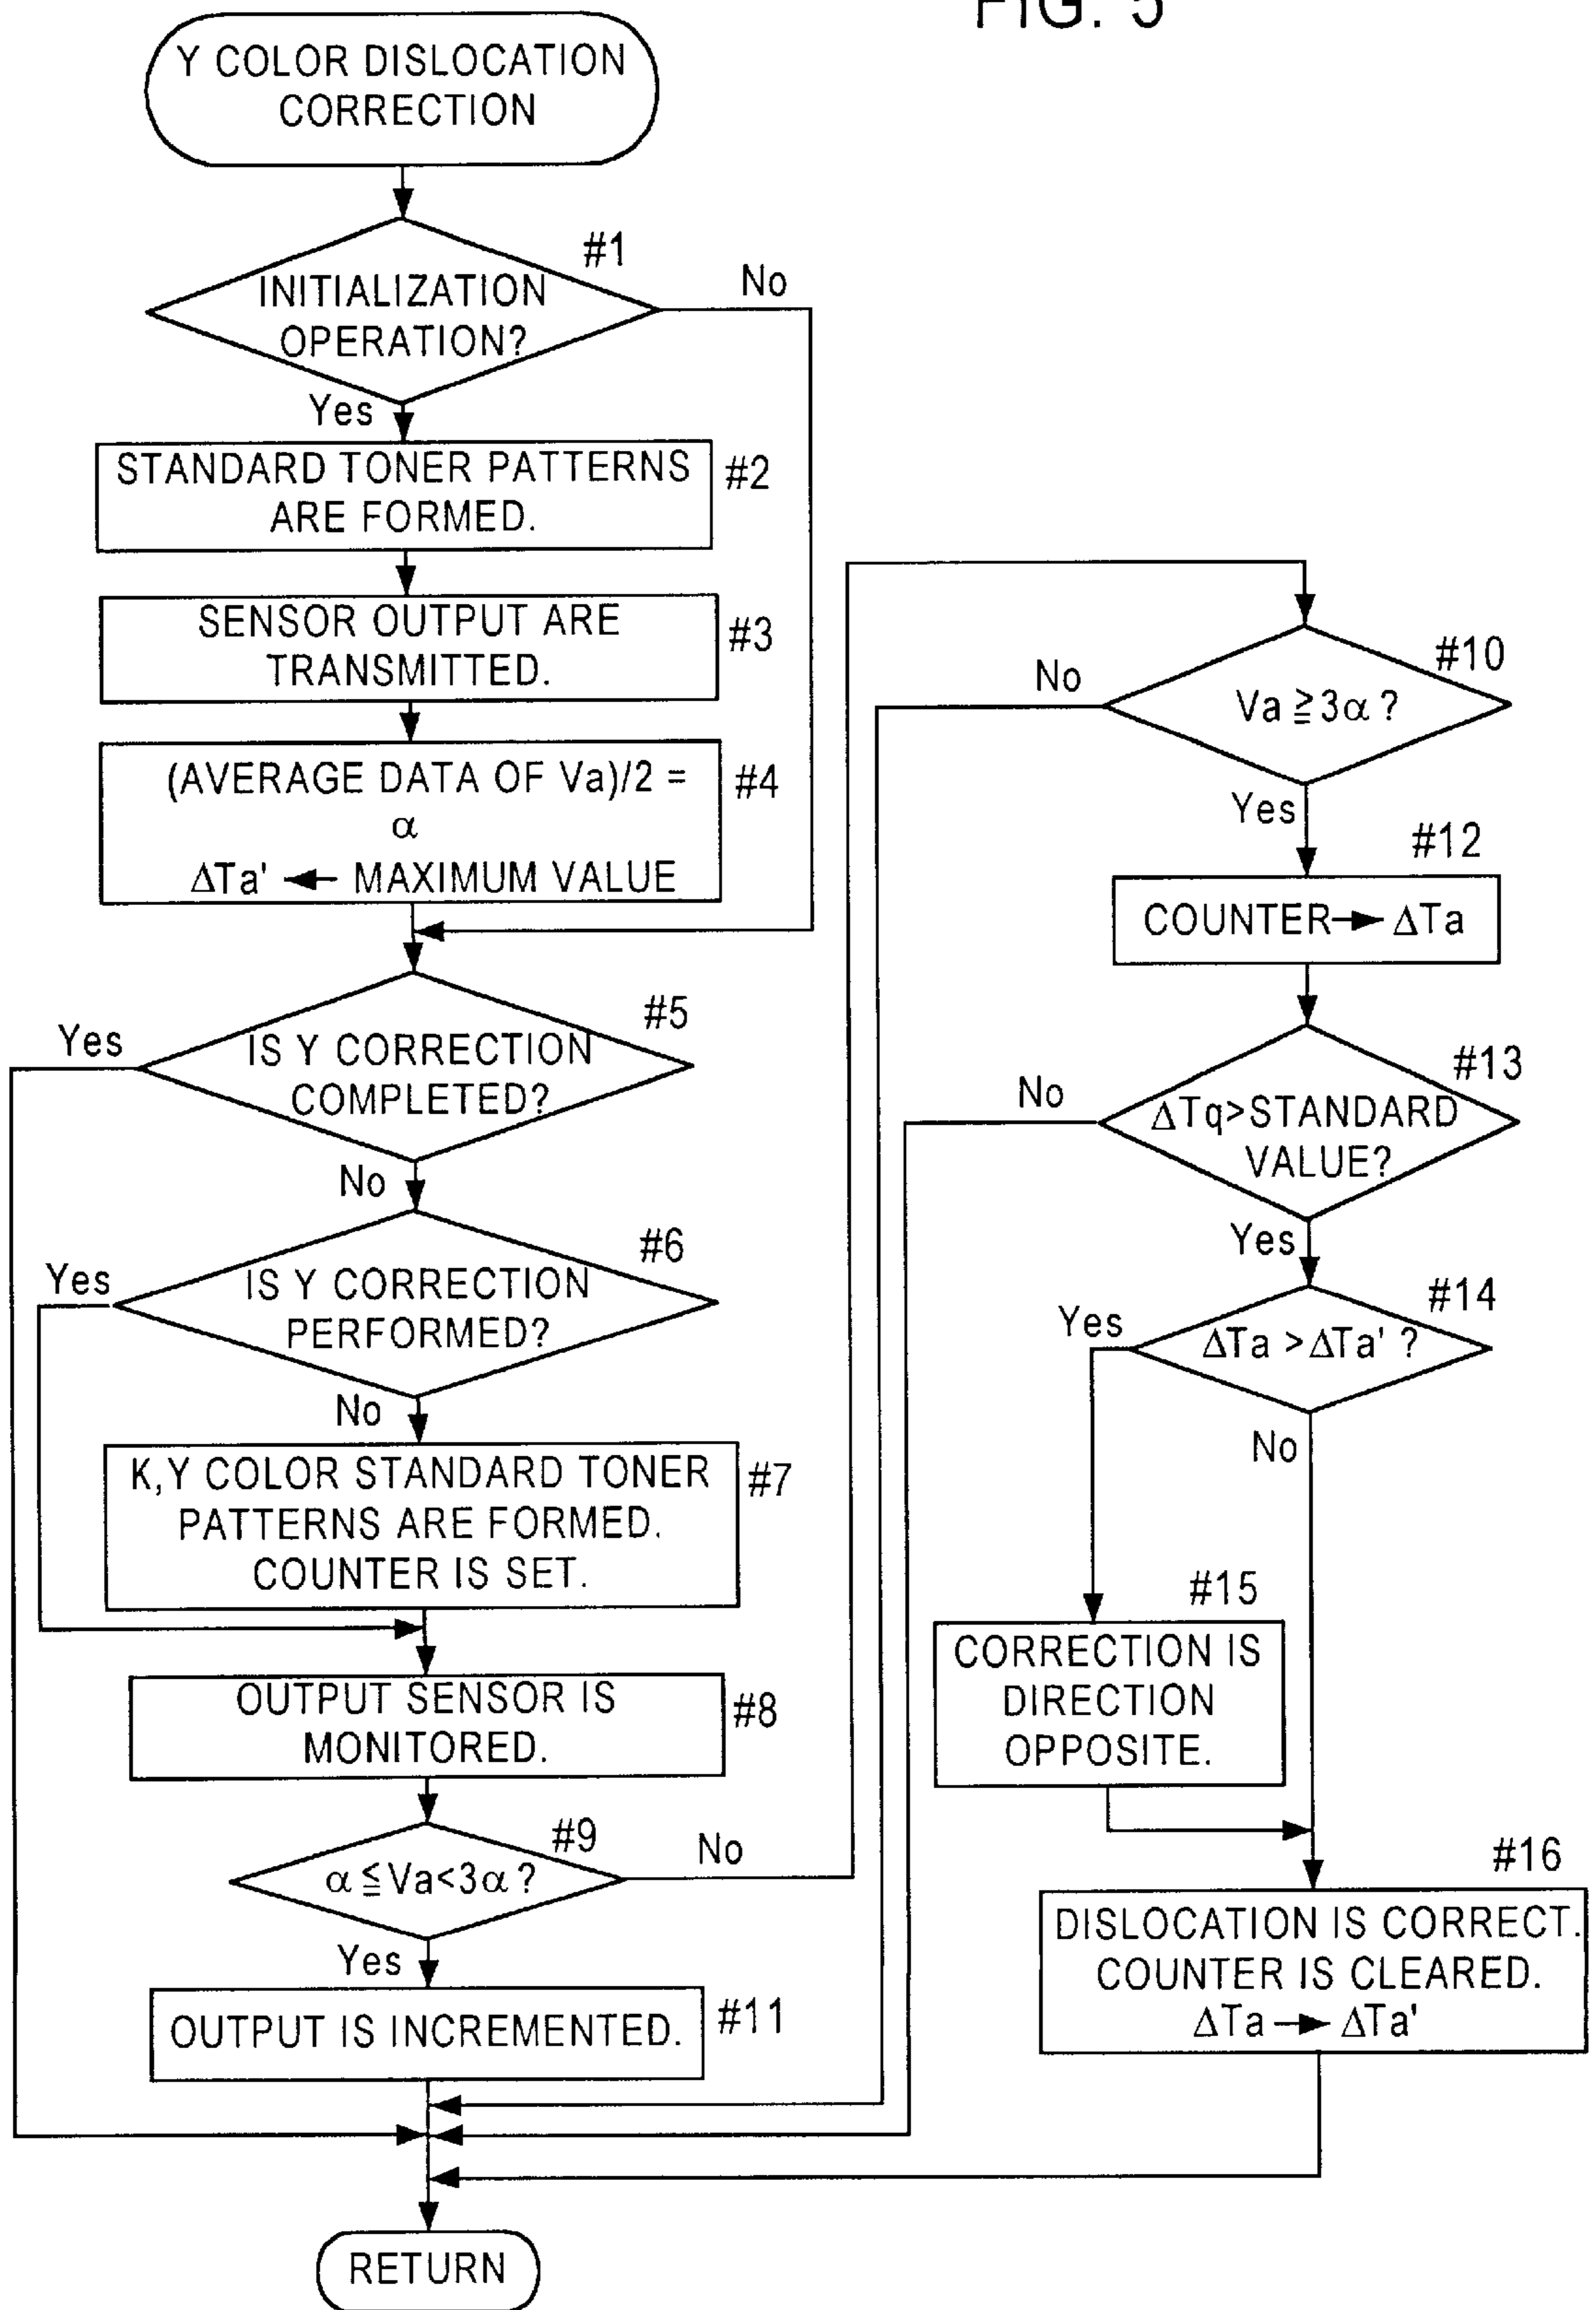 FIG. 5
Y COLOR DISLOCATION
CORRECTION
#1
INITIALIZATION
OPERATION?
No
Yes
STANDARD TONER PATTERNS
ARE FORMED.
#2
SENSOR OUTPUT ARE
TRANSMITTED.
#3
(AVERAGE DATA OF Va)/2 =
α
ΔTa' ← MAXIMUM VALUE
#4
#5
Yes
IS Y CORRECTION
COMPLETED?
No
#6
Yes
IS Y CORRECTION
PERFORMED?
No
K,Y COLOR STANDARD TONER
PATTERNS ARE FORMED.
COUNTER IS SET.
#7
OUTPUT SENSOR IS
MONITORED.
#8
#9
α≦Va<3α?
No
Yes
OUTPUT IS INCREMENTED.
#11
RETURN
#10
No
Va≧3α?
Yes
#12
COUNTER→ ΔTa
#13
No
ΔTq>STANDARD
VALUE?
Yes
#14
Yes
ΔTa >ΔTa' ?
No
#15
CORRECTION IS
DIRECTION
OPPOSITE.
#16
DISLOCATION IS CORRECT.
COUNTER IS CLEARED.
ΔTa → ΔTa'